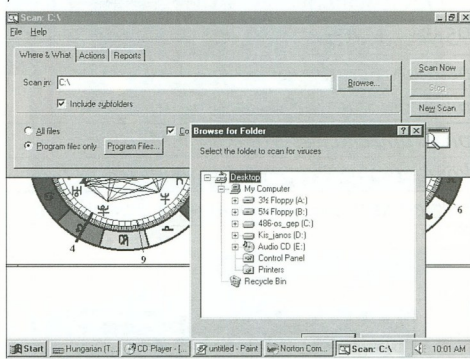 Scan: C:\
File Help
Where & What Actions Reports
Scan in: C:\ Browse...
Include subfolders
All files Co
Program files only Program Files...
Scan Now
Stop
New Scan
Browse for Folder
Select the folder to scan for viruces
Desktop
My Computer
3½ Floppy (A:)
5¼ Floppy (B:)
486-os_gep (C:)
Kis_janos (D:)
Audio CD (E:)
Control Panel
Printers
Recycle Bin
4
9
6
Start Hungarian (T... CD Player - [... untitled - Paint Norton Com... Scan: C:\ 10:01 AM